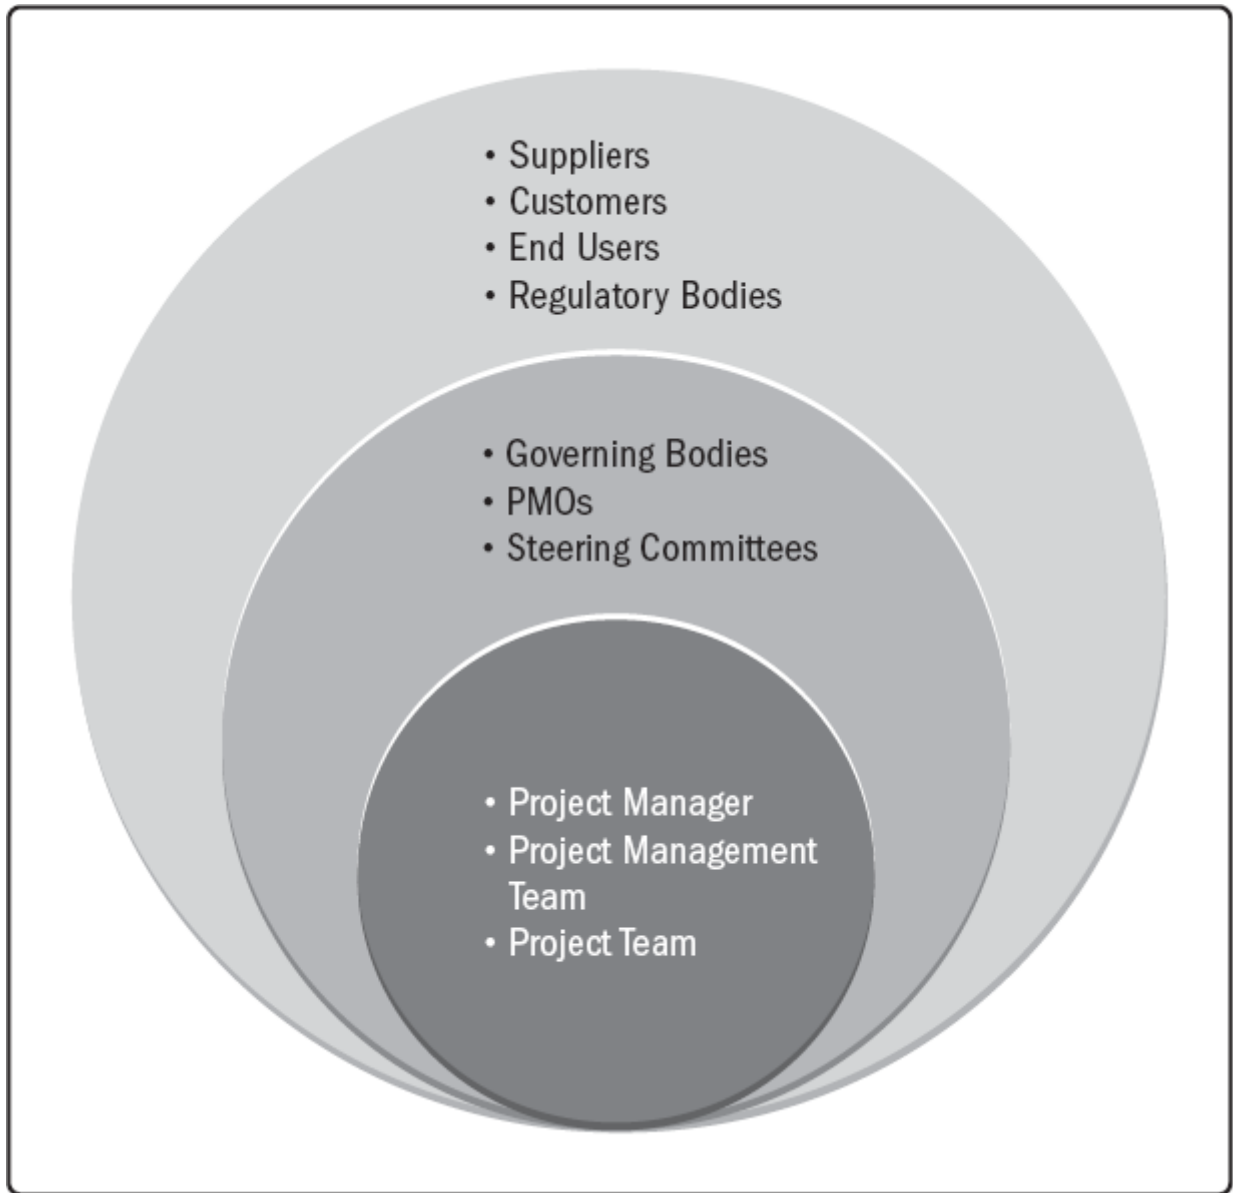 • Suppliers
• Customers
• End Users
• Regulatory Bodies
• Governing Bodies
• PMOs
• Steering Committees
• Project Manager
• Project Management
Team
• Project Team